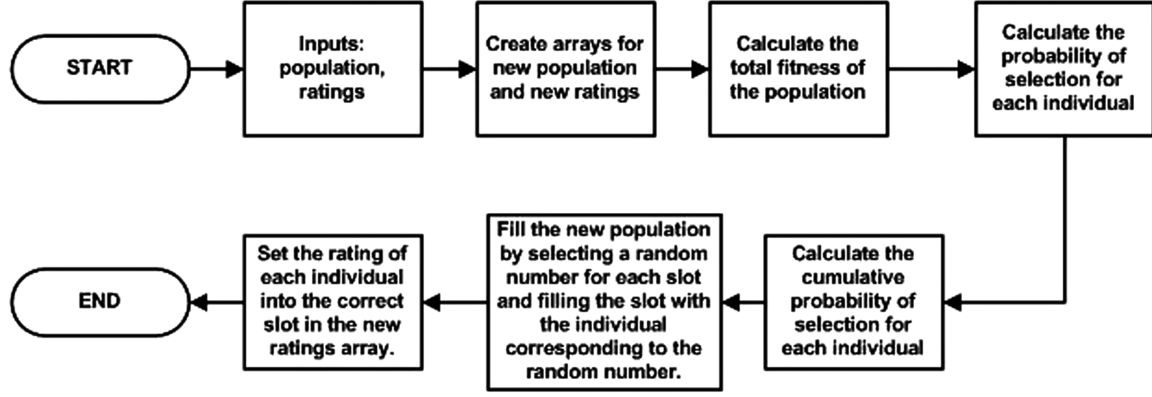 START
Inputs:
population,
ratings
Create arrays for
new population
and new ratings
Calculate the
total fitness of
the population
Calculate the
probability of
selection for
each individual
Calculate the
cumulative
probability of
selection for
each individual
Fill the new population
by selecting a random
number for each slot
and filling the slot with
the individual
corresponding to the
random number.
Set the rating of
each individual
into the correct
slot in the new
ratings array.
END